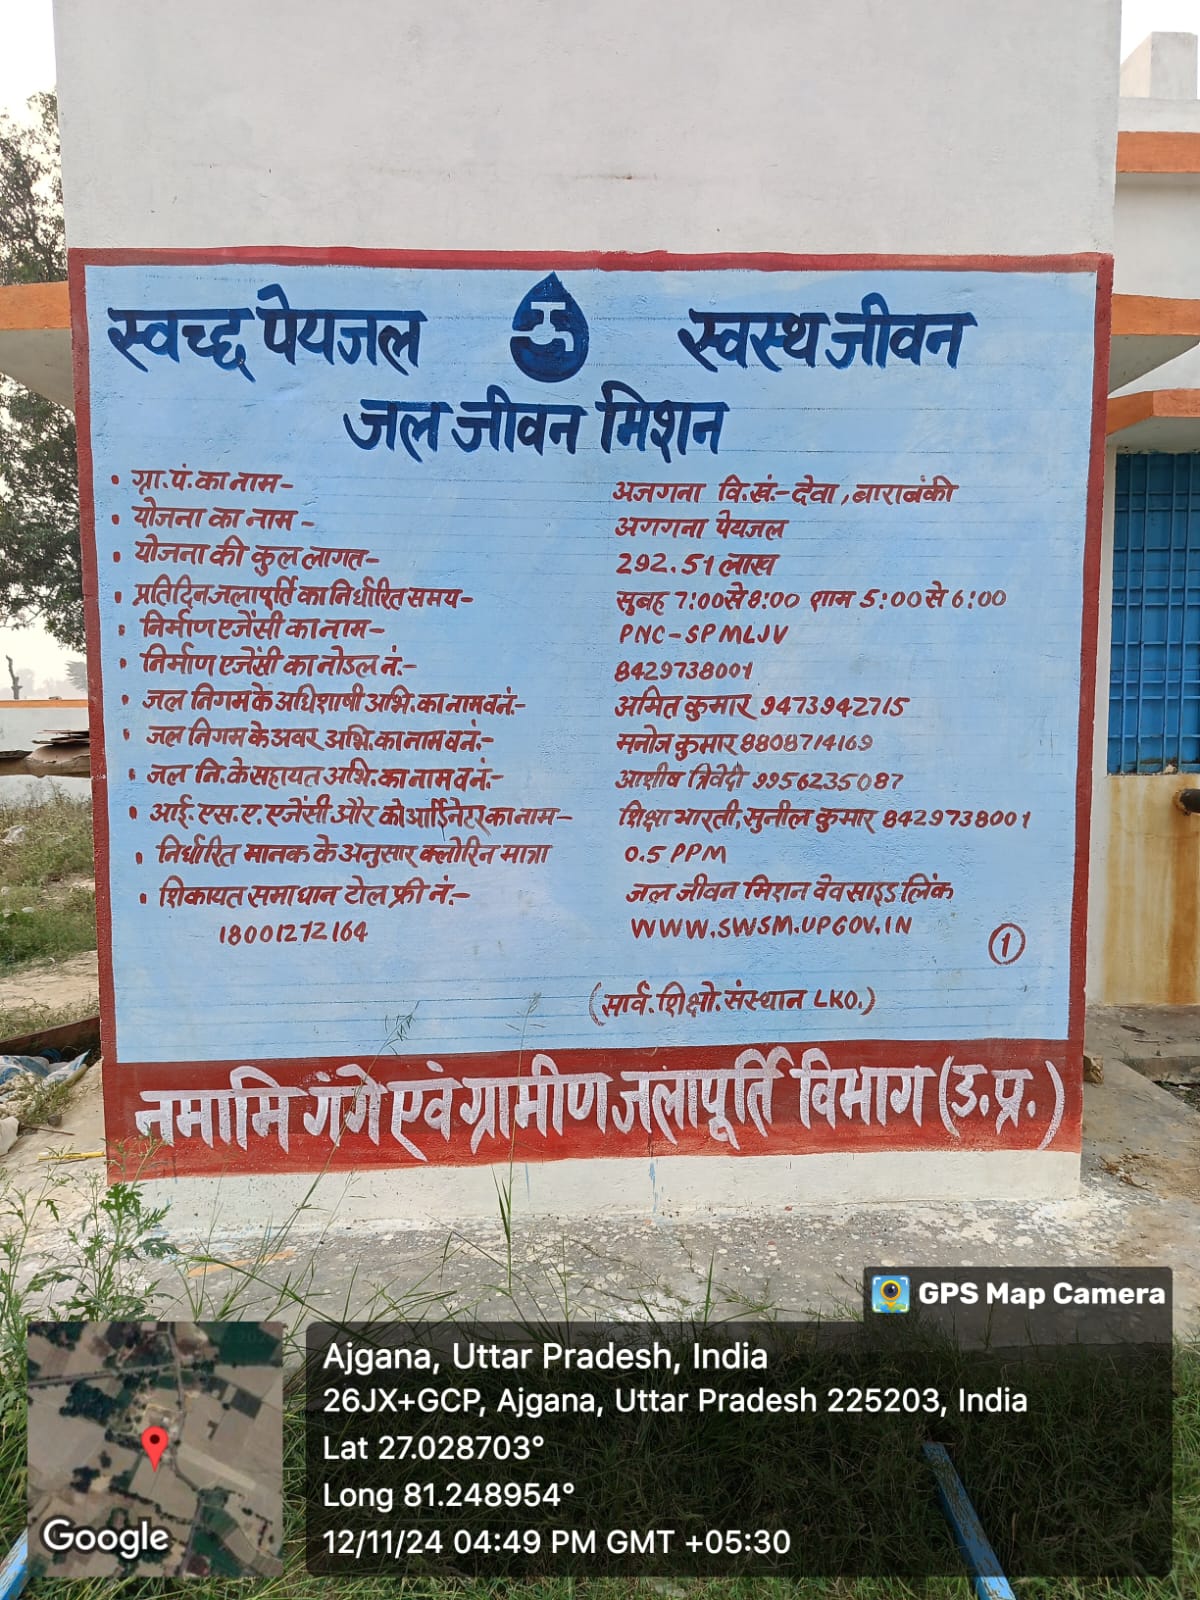 स्वच्छ पेयजल स्वस्थ जीवन
जल जीवन मिशन
• ग्रा.पं. का नाम- अजगना वि.खं.- देवा, बाराबंकी
• योजना का नाम - अगगना पेयजल
• योजना की कुल लागत- 292.51 लाख
• प्रतिदिन जलापूर्ति का निर्धारित समय- सुबह 7:00 से 8:00 शाम 5:00 से 6:00
• निर्माण एजेंसी का नाम- PNC-SPMLJV
• निर्माण एजेंसी का नोडल नं.- 8429738001
• जल निगम के अधिशाषी अभि. का नाम व नं.- अमित कुमार 9473942715
• जल निगम के अवर अभि. का नाम व नं.- मनोज कुमार 8808714169
• जल नि. के सहायत अभि. का नाम व नं.- आशीष त्रिवेदी 9956235087
• आई. एस. ए. एजेंसी और को आर्डिनेटर का नाम- शिक्षा भारती, सुनील कुमार 8429738001
• निर्धारित मानक के अनुसार क्लोरिन मात्रा 0.5 PPM
• शिकायत समाधान टोल फ्री नं.- जल जीवन मिशन वेवसाइड लिंक
18001272164 WWW.SWSM.UPGOV.IN
1
(सार्व. शिक्षो. संस्थान LKO.)
नमामि गंगे एवं ग्रामीण जलापूर्ति विभाग (उ.प्र.)
GPS Map Camera
Ajgana, Uttar Pradesh, India
26JX+GCP, Ajgana, Uttar Pradesh 225203, India
Lat 27.028703°
Long 81.248954°
12/11/24 04:49 PM GMT +05:30
Google